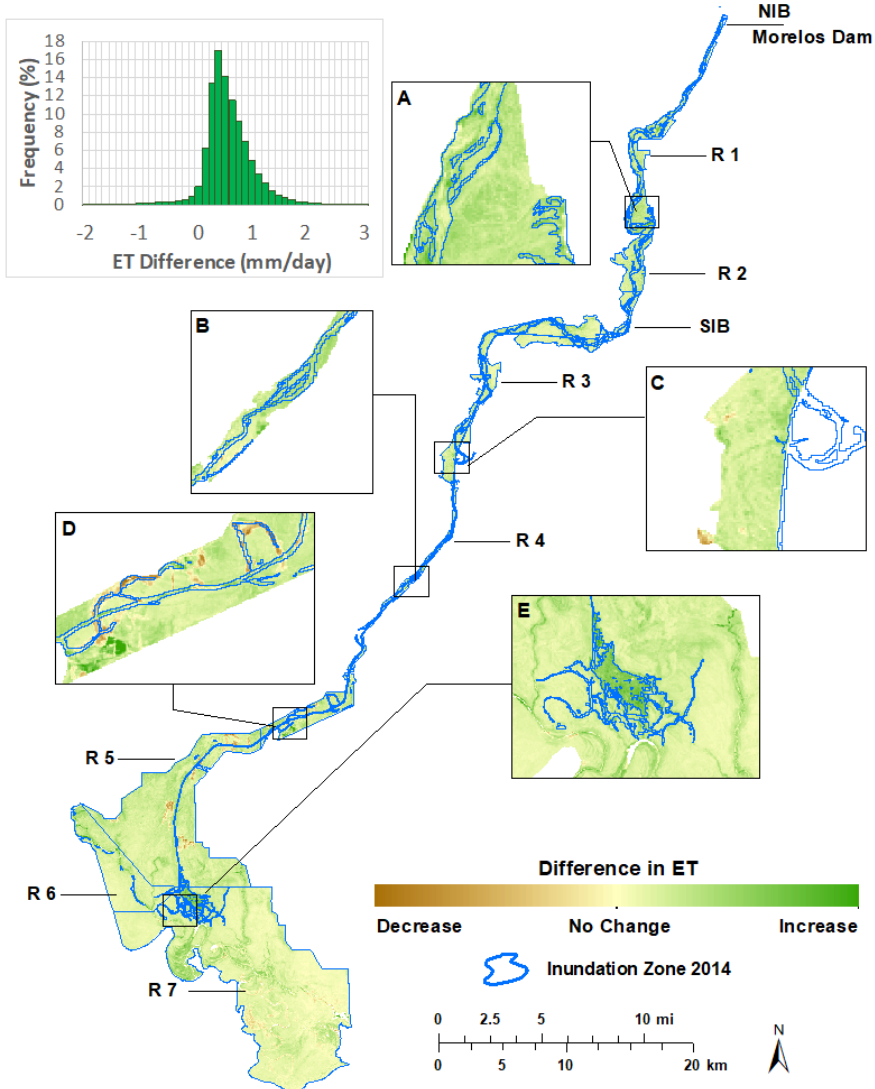 NIB
Morelos Dam
18
16
14
12
10
8
6
4
2
0
Frequency (%)
-2 -1 0 1 2 3
ET Difference (mm/day)
A
R 1
R 2
SIB
B
R 3
C
D
R 4
E
R 5
R 6
R 7
Difference in ET
Decrease No Change Increase
Inundation Zone 2014
0 2.5 5 10 mi
0 5 10 20 km
N